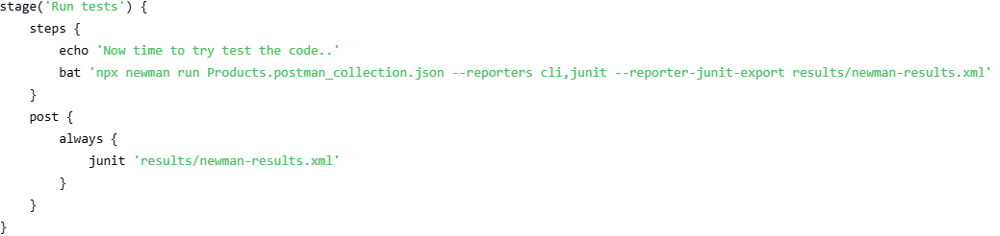 stage('Run tests') {
    steps {
        echo 'Now time to try test the code..'
        bat 'npx newman run Products.postman_collection.json --reporters cli,junit --reporter-junit-export results/newman-results.xml'
    }
    post {
        always {
            junit 'results/newman-results.xml'
        }
    }
}